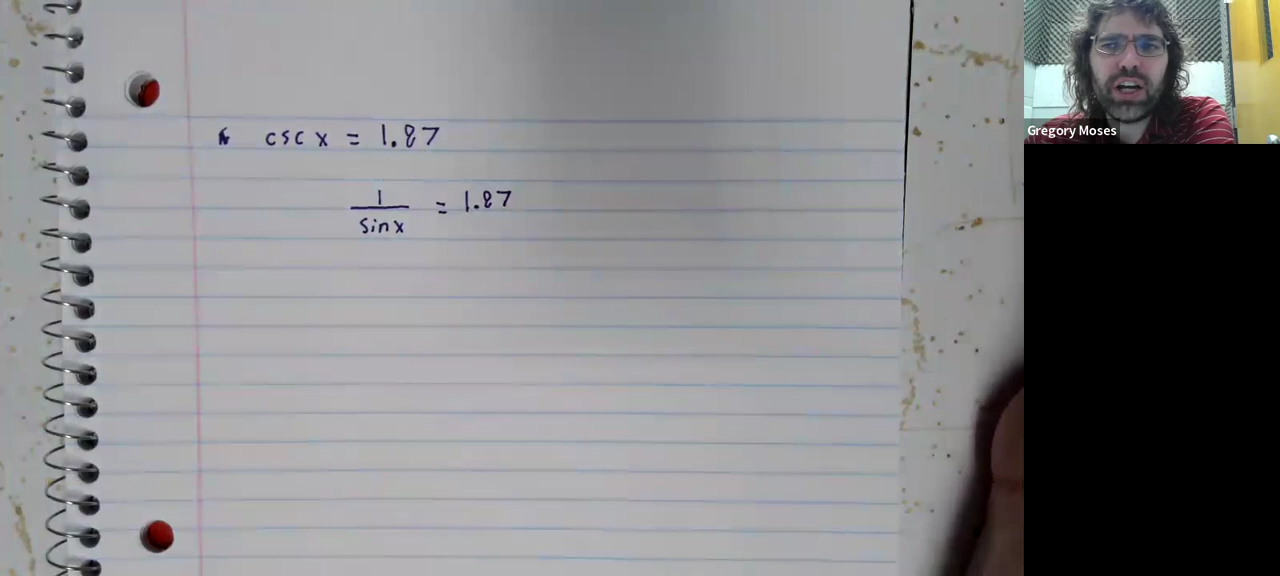 csc x = 1.87
1
sin x
= 1.87
Gregory Moses